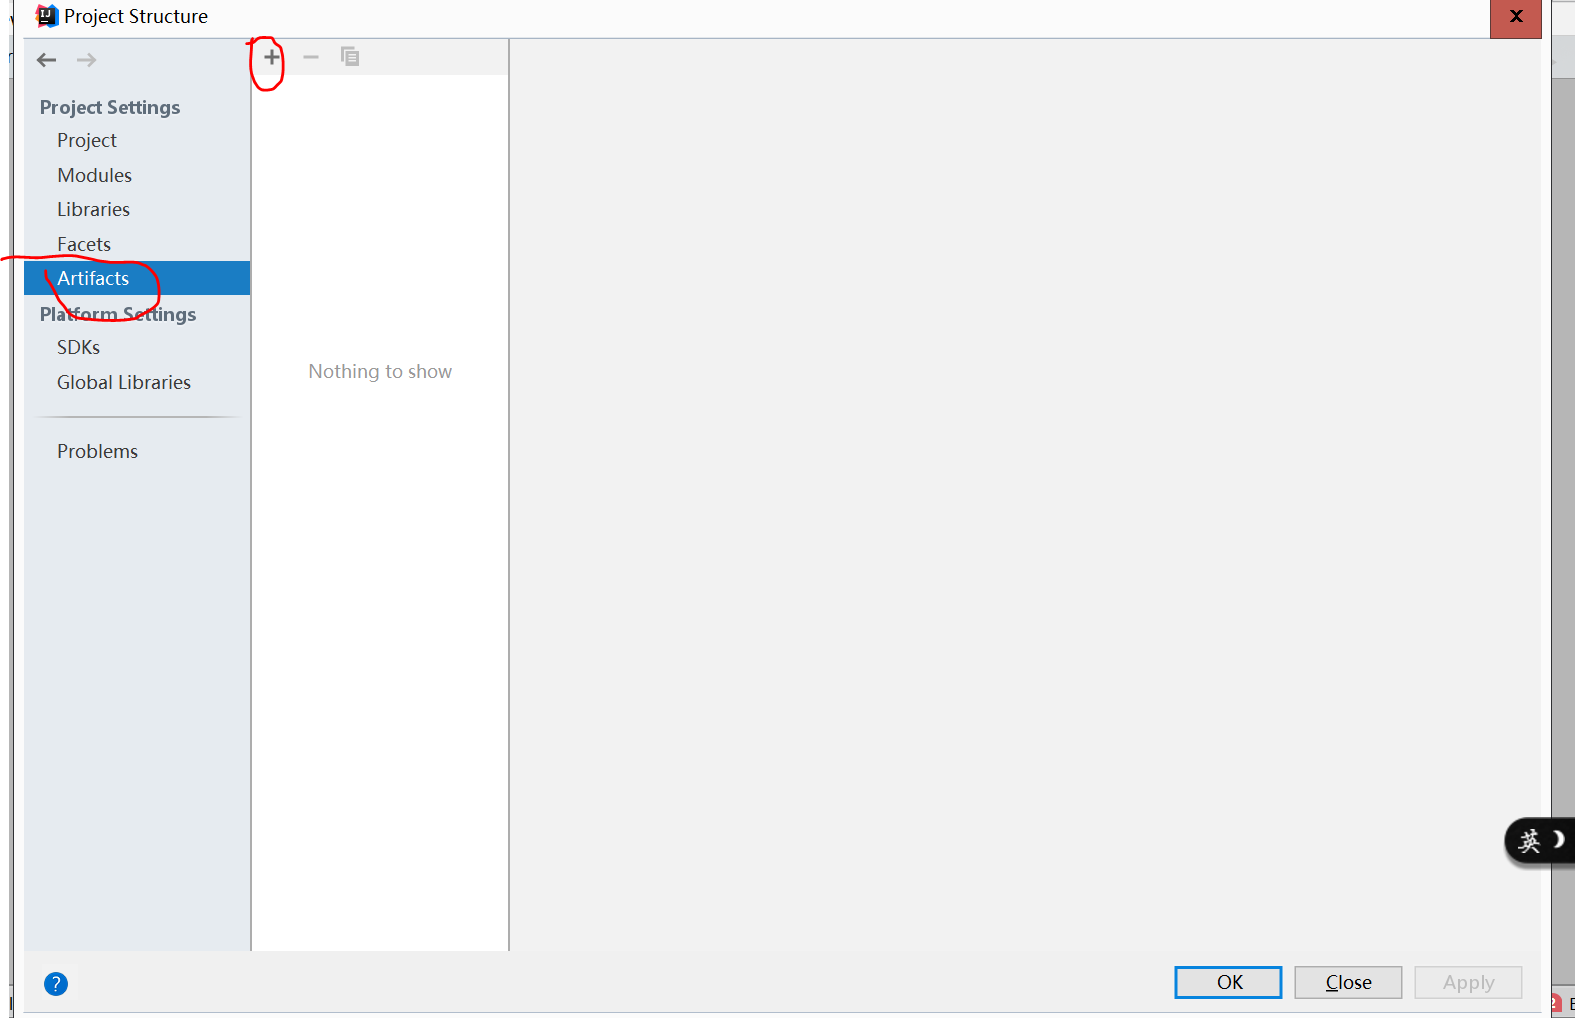 Project Structure
Project Settings
Project
Modules
Libraries
Facets
Artifacts
Platform Settings
SDKs
Global Libraries
Problems
Nothing to show
英
?
OK
Close
Apply